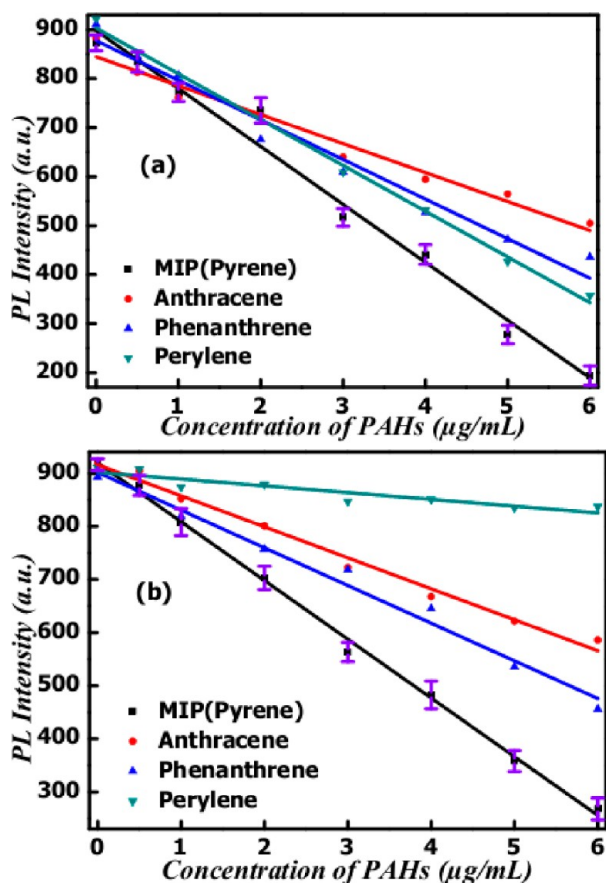 900
800
700
600
500
400
300
200
PL Intensity (a.u.)
(a)
MIP(Pyrene)
Anthracene
Phenanthrene
Perylene
0 1 2 3 4 5 6
Concentration of PAHs (µg/mL)
900
800
700
600
500
400
300
PL Intensity (a.u.)
(b)
MIP(Pyrene)
Anthracene
Phenanthrene
Perylene
0 1 2 3 4 5 6
Concentration of PAHs (µg/mL)